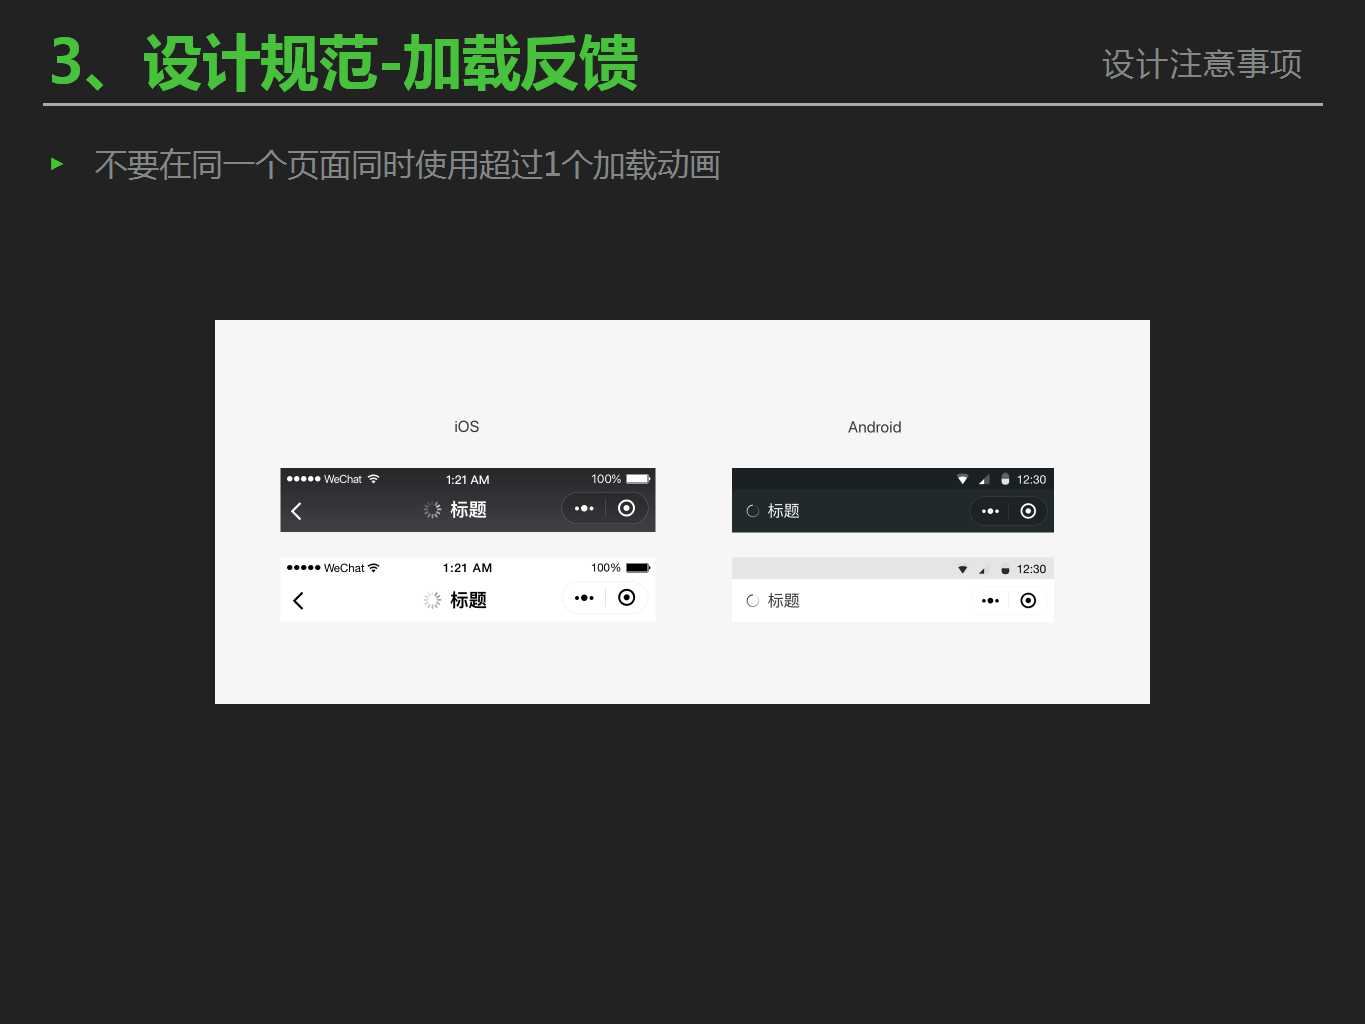 3、设计规范-加载反馈
设计注意事项
不要在同一个页面同时使用超过1个加载动画
iOS
Android
WeChat 1:21 AM 100%
标题
12:30
标题
WeChat 1:21 AM 100%
标题
12:30
标题